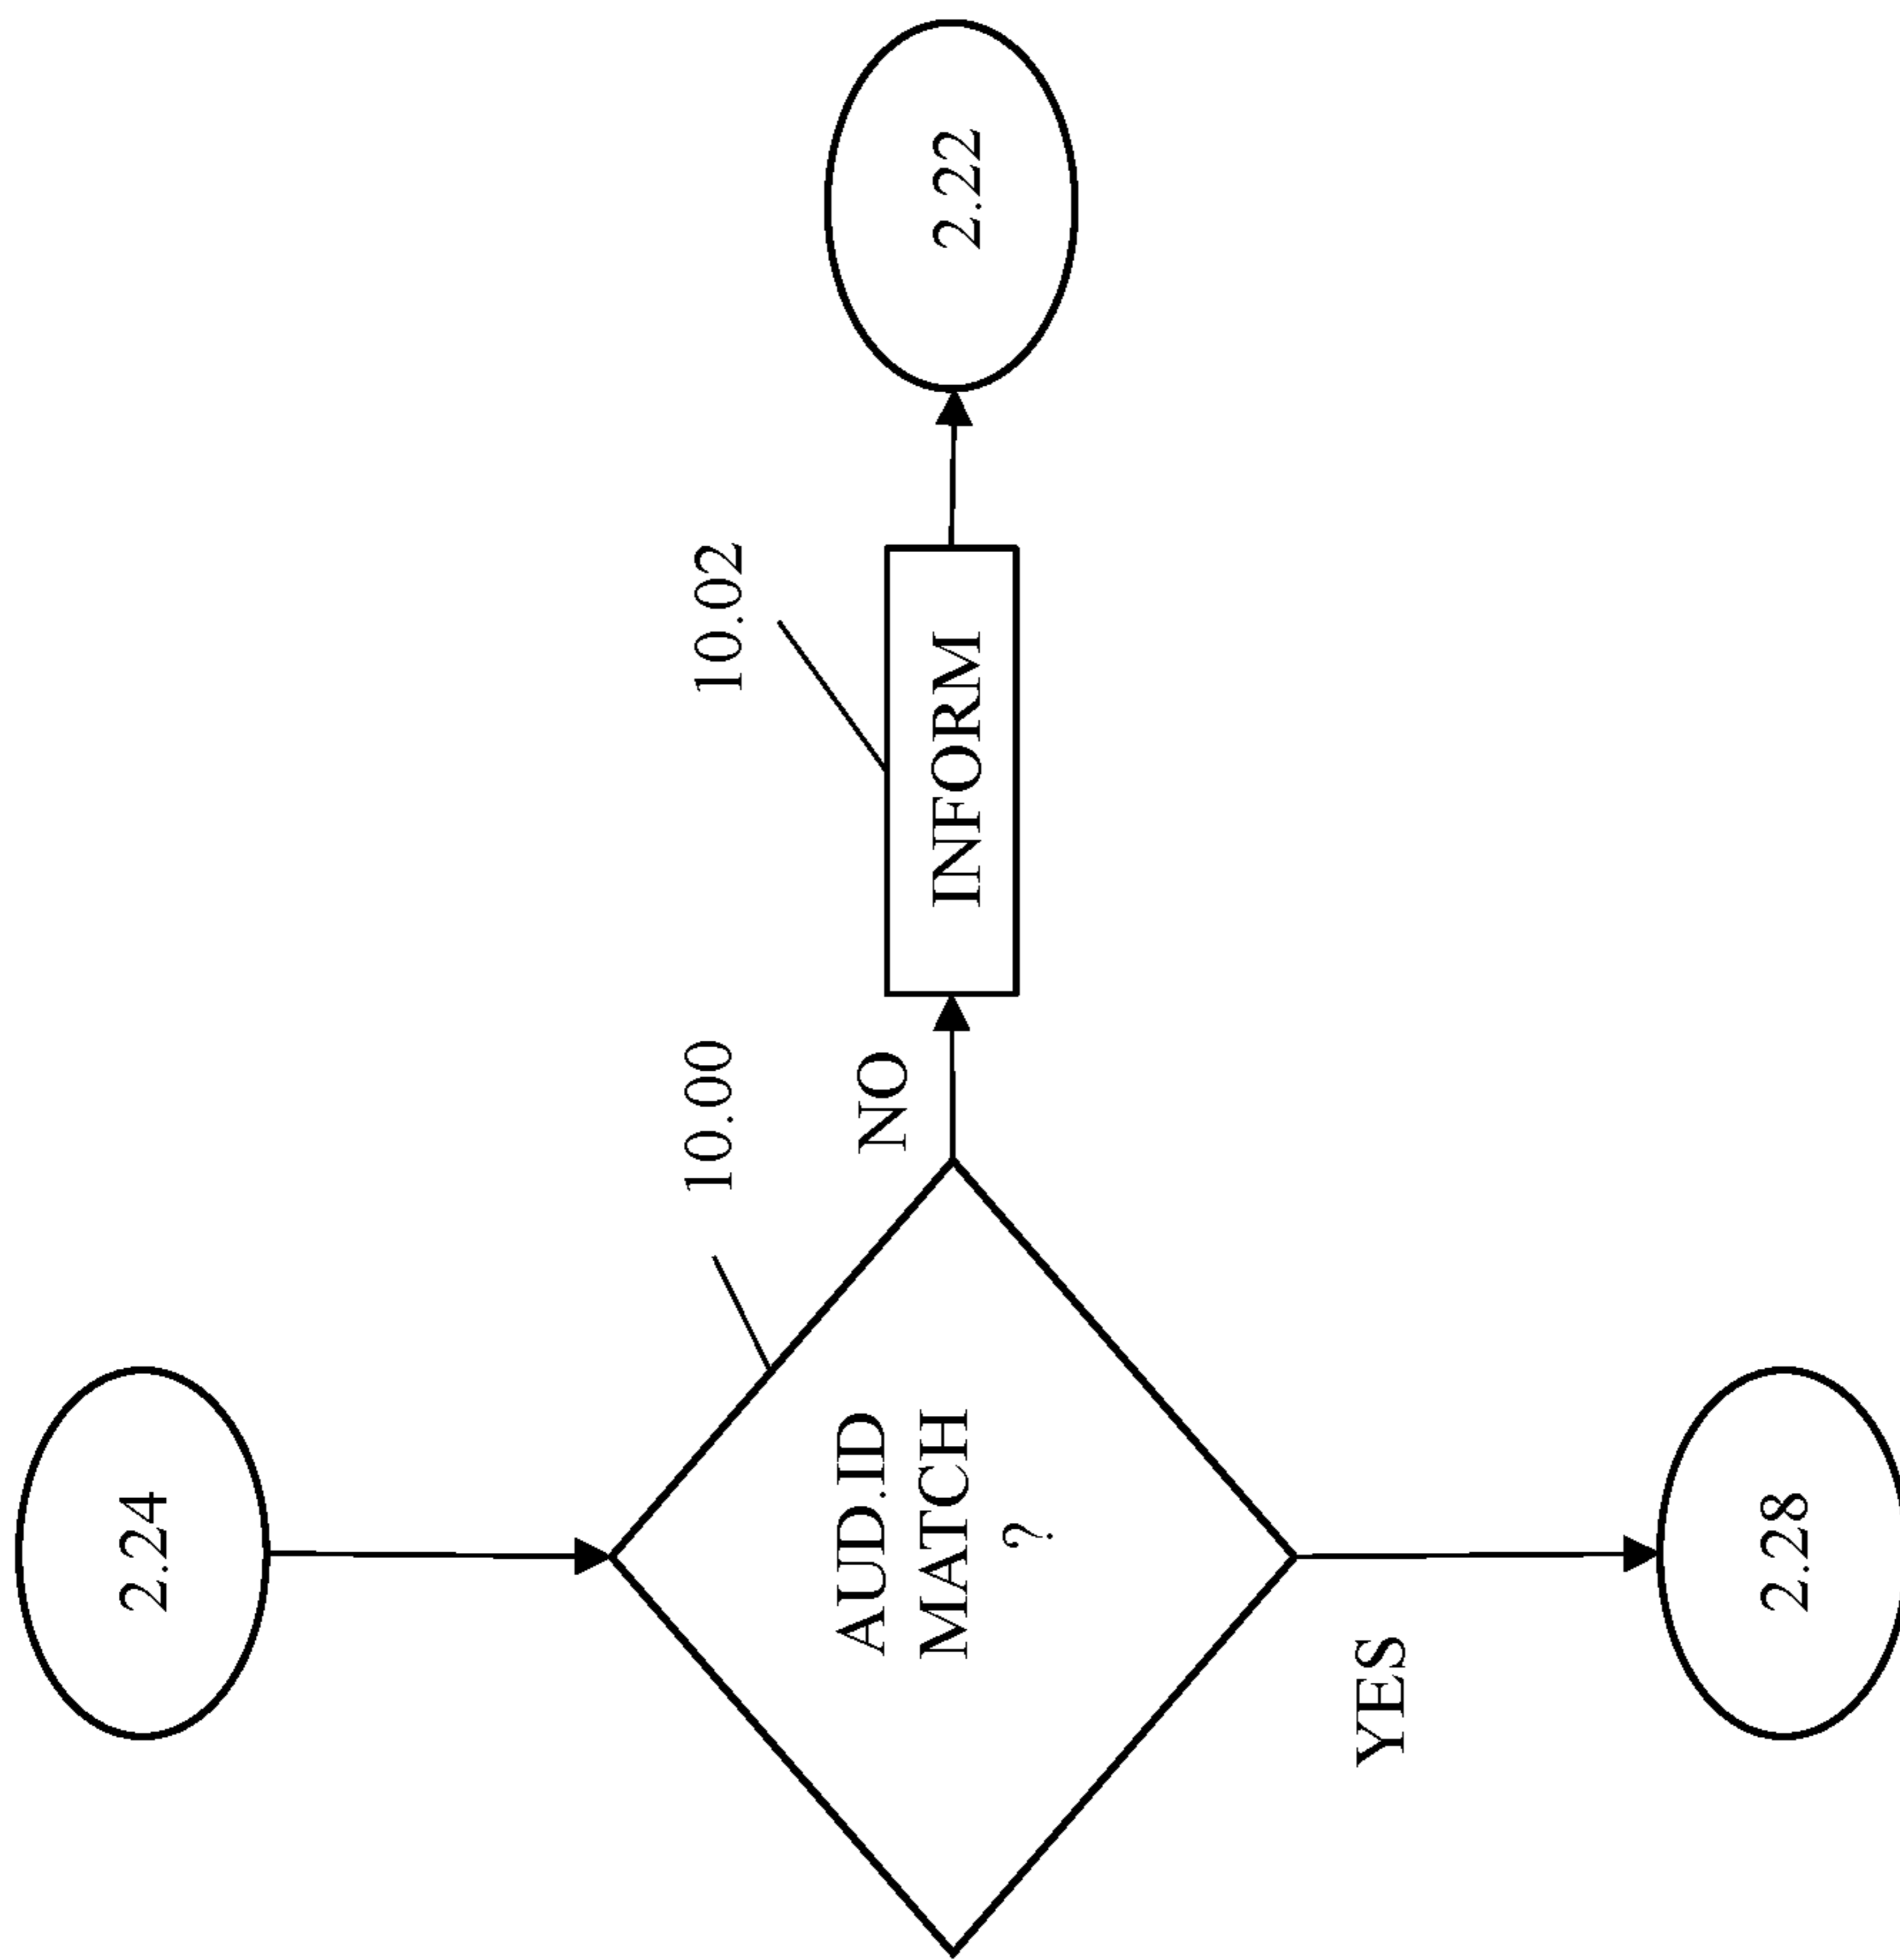 2.24
10.00
10.02
AUD.ID
MATCH
?
NO
INFORM
2.22
YES
2.28